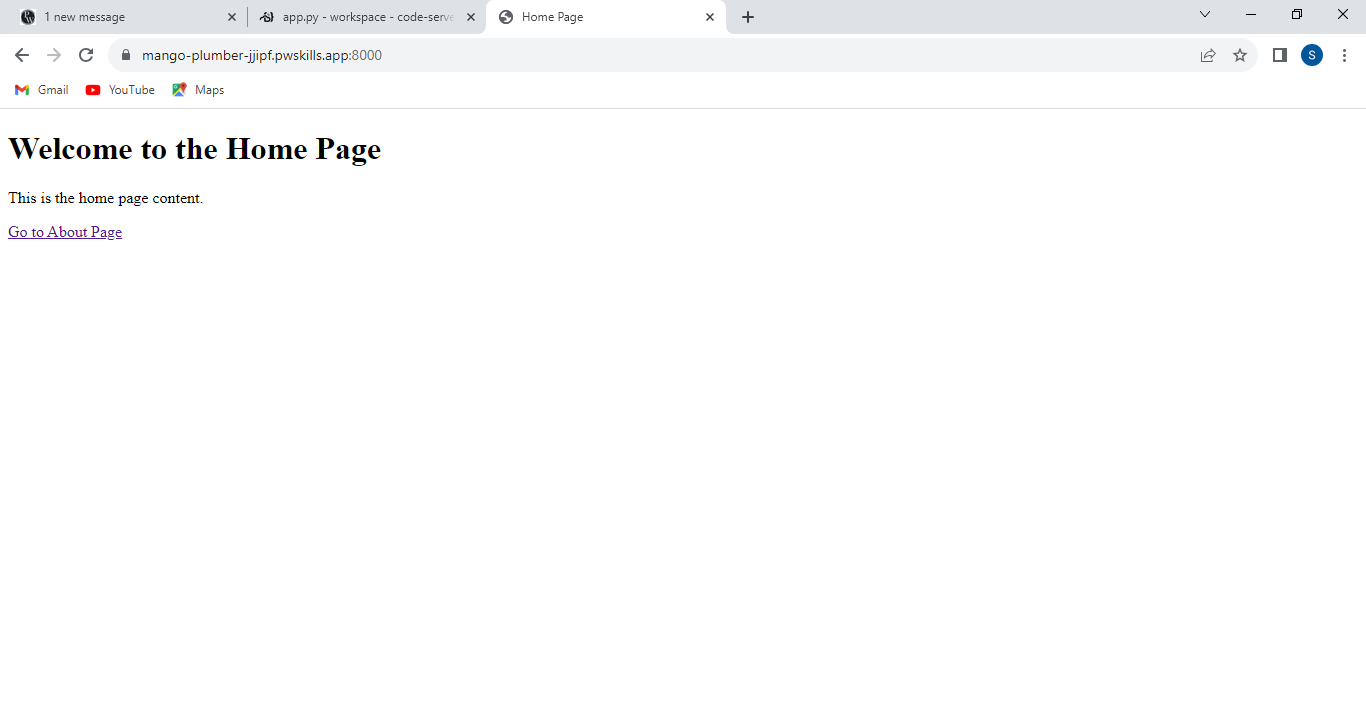 1 new message
app.py - workspace - code-serve
Home Page
mango-plumber-jjipf.pwskills.app:8000
S
Gmail
YouTube
Maps
Welcome to the Home Page
This is the home page content.
Go to About Page